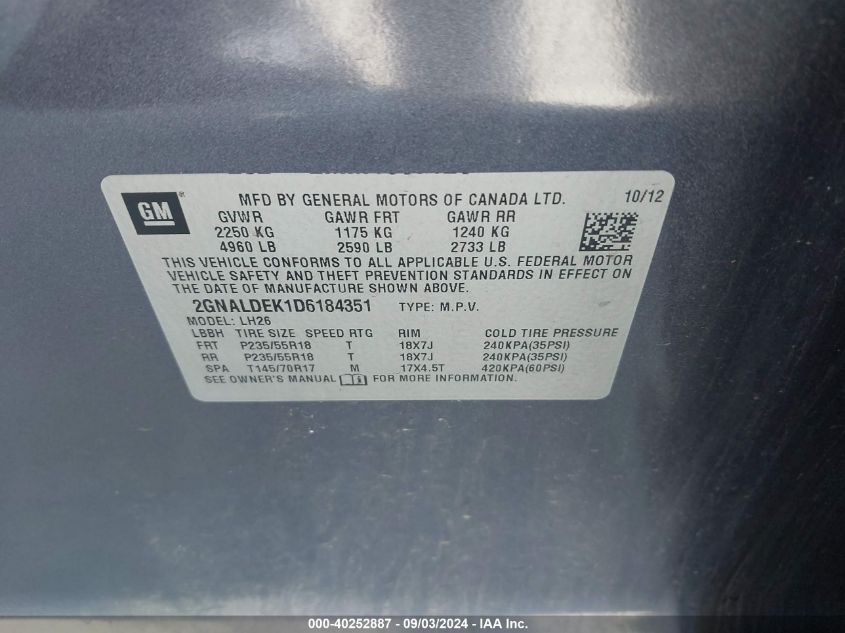 GM
®
MFD BY GENERAL MOTORS OF CANADA LTD. 10/12
GVWR GAWR FRT GAWR RR
2250 KG 1175 KG 1240 KG
4960 LB 2590 LB 2733 LB
THIS VEHICLE CONFORMS TO ALL APPLICABLE U.S. FEDERAL MOTOR
VEHICLE SAFETY AND THEFT PREVENTION STANDARDS IN EFFECT ON
THE DATE OF MANUFACTURE SHOWN ABOVE.
2GNALDEK1D6184351 TYPE: M.P.V.
MODEL: LH26
LBBH TIRE SIZE SPEED RTG RIM COLD TIRE PRESSURE
FRT P235/55R18 T 18X7J 240KPA(35PSI)
RR P235/55R18 T 18X7J 240KPA(35PSI)
SPA T145/70R17 M 17X4.5T 420KPA(60PSI)
SEE OWNER'S MANUAL FOR MORE INFORMATION.
000-40252887 - 09/03/2024 - IAA Inc.